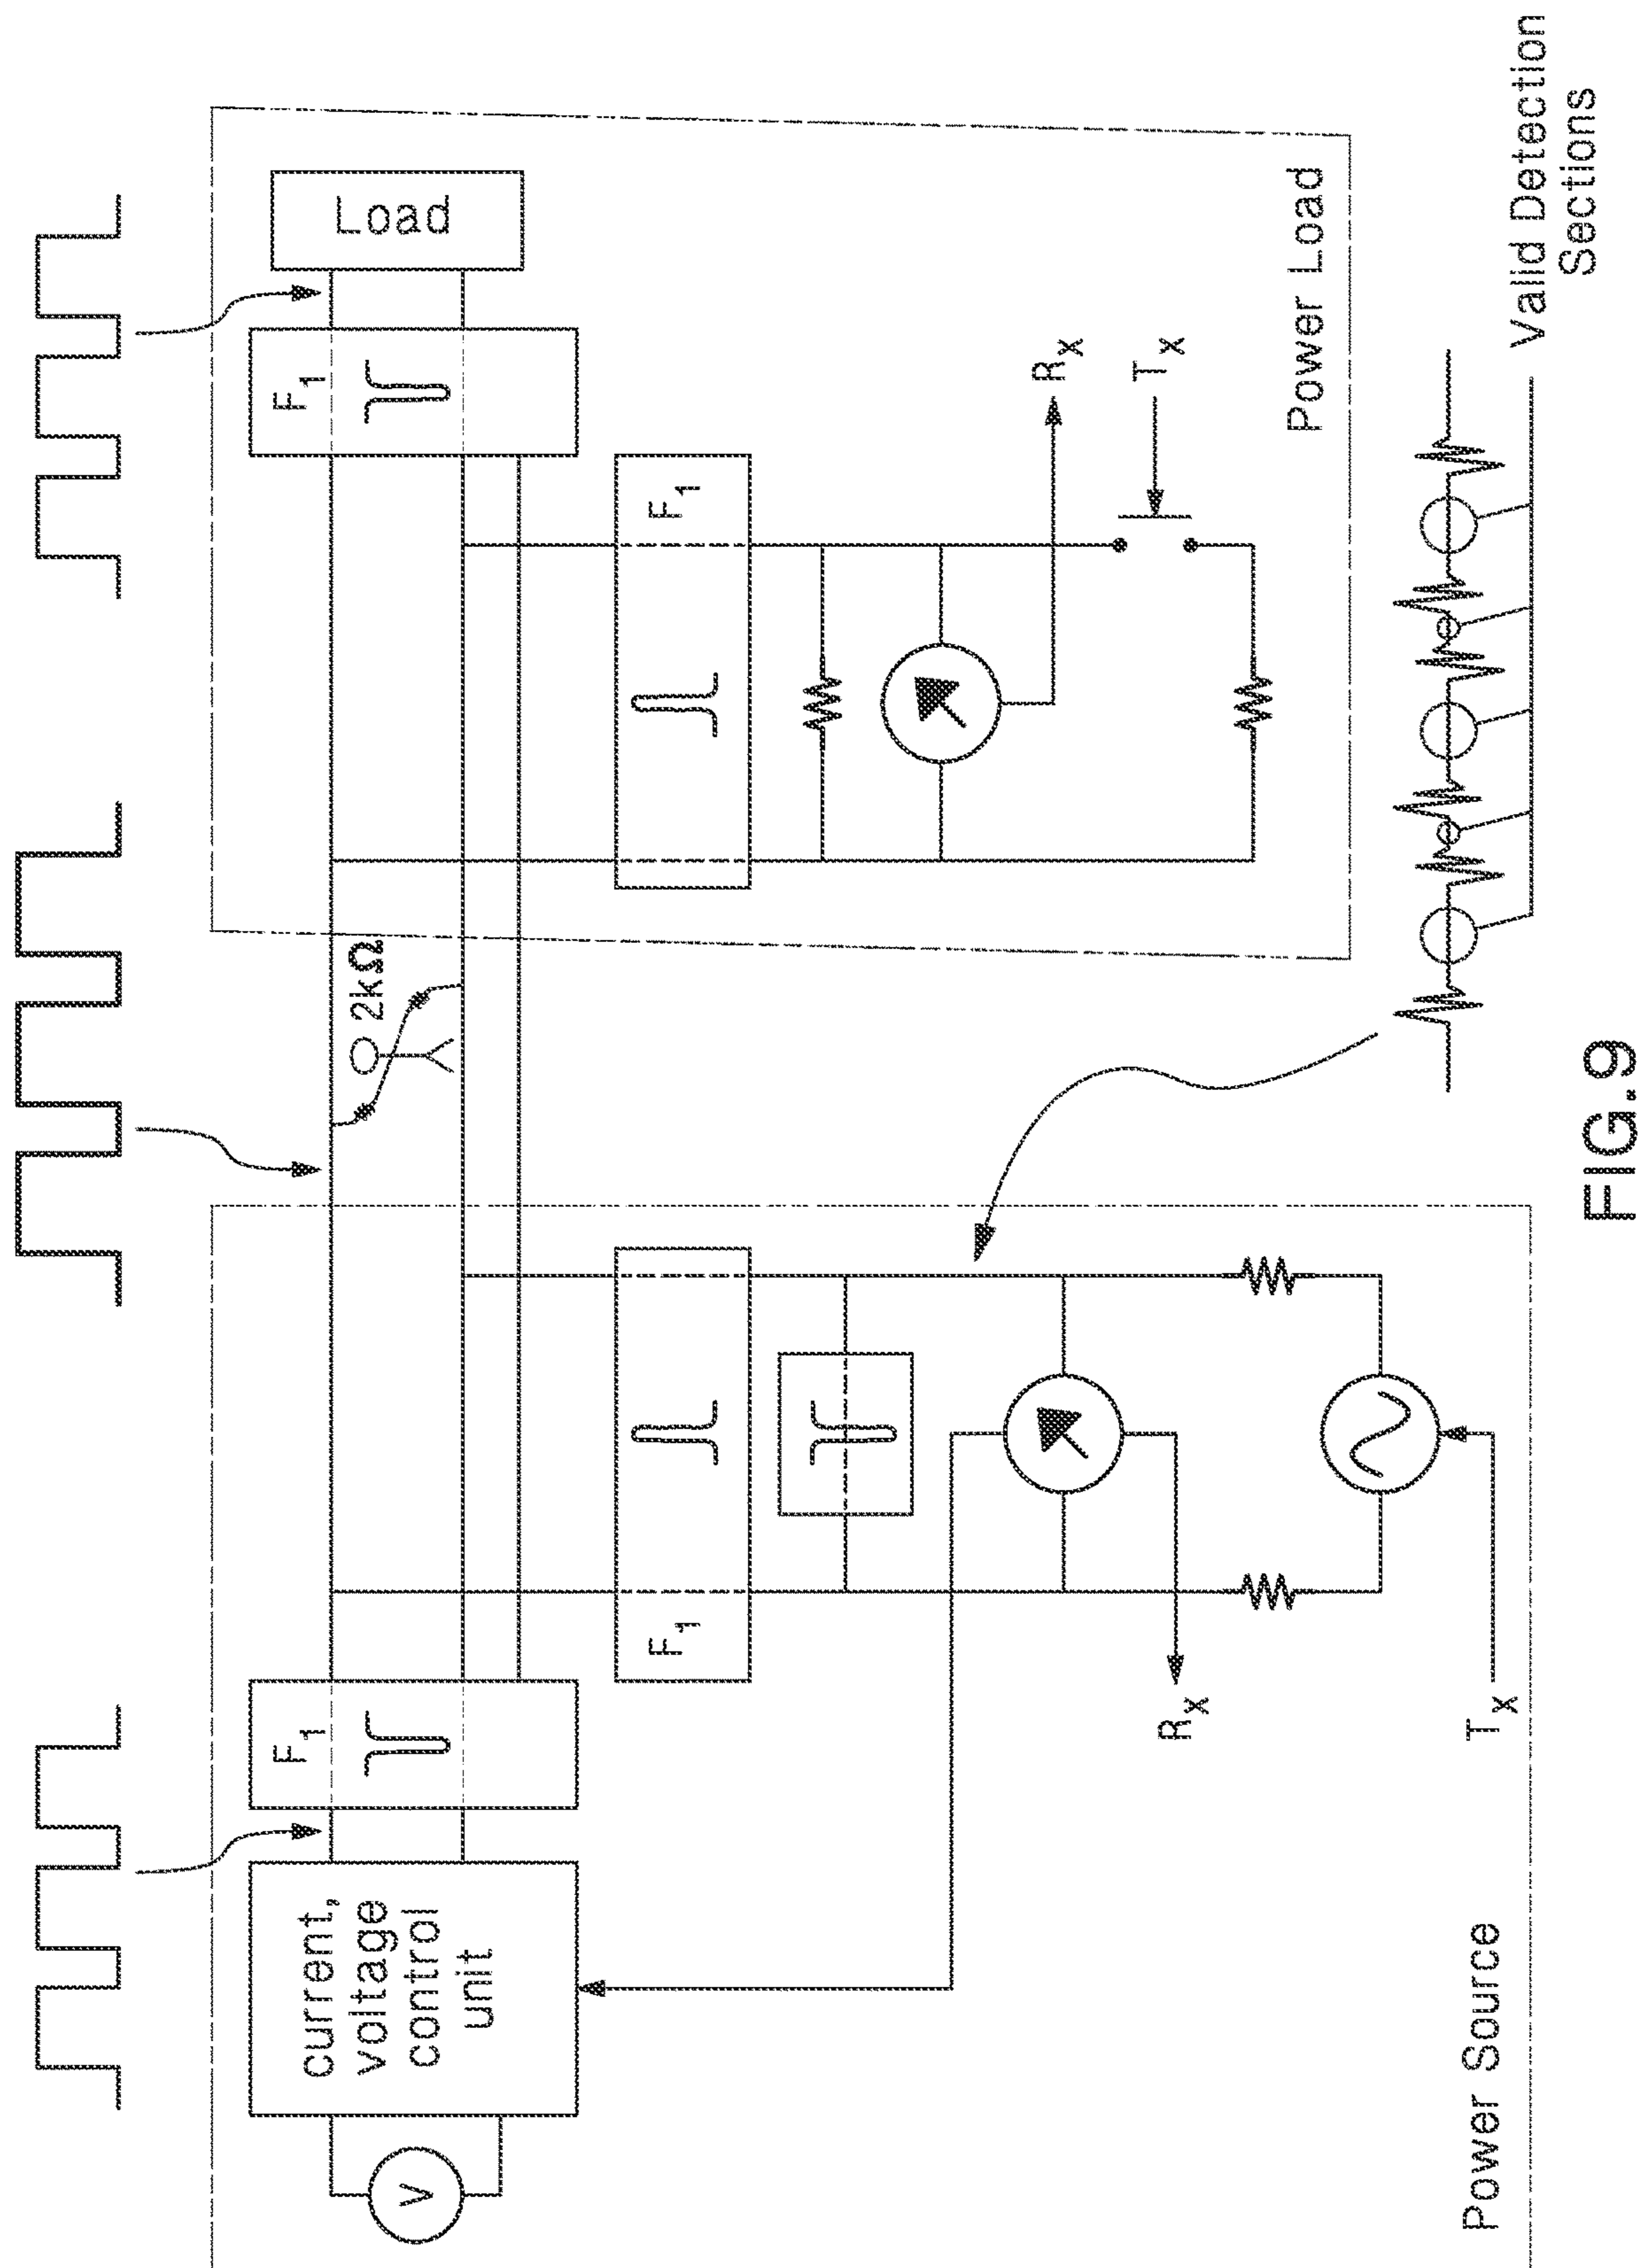 V
current,
voltage
control
unit
F1
F1
Rx
Tx
Power Source
2kΩ
F1
Load
F1
Rx
Tx
Power Load
Valid Detection
Sections
FIG.9